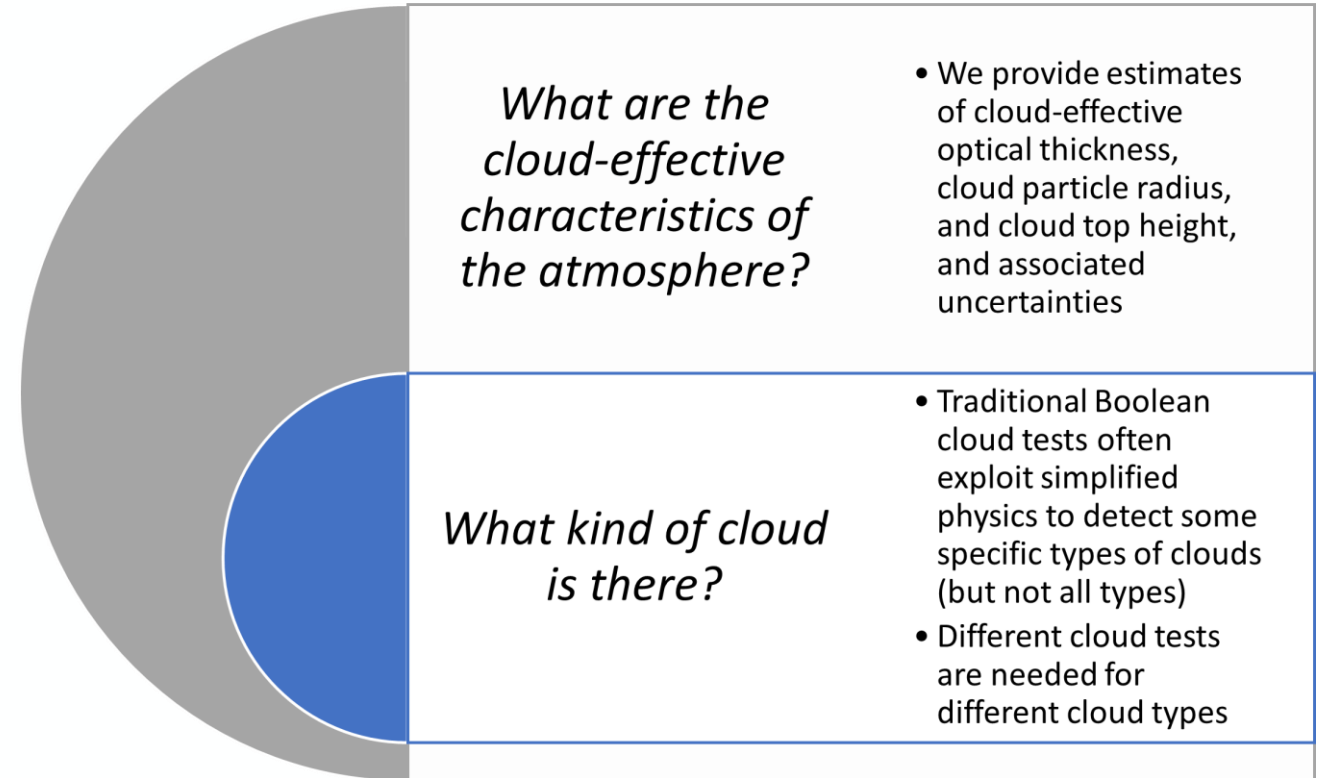 What are the
cloud-effective
characteristics of
the atmosphere?
• We provide estimates
of cloud-effective
optical thickness,
cloud particle radius,
and cloud top height,
and associated
uncertainties
What kind of cloud
is there?
• Traditional Boolean
cloud tests often
exploit simplified
physics to detect some
specific types of clouds
(but not all types)
• Different cloud tests
are needed for
different cloud types